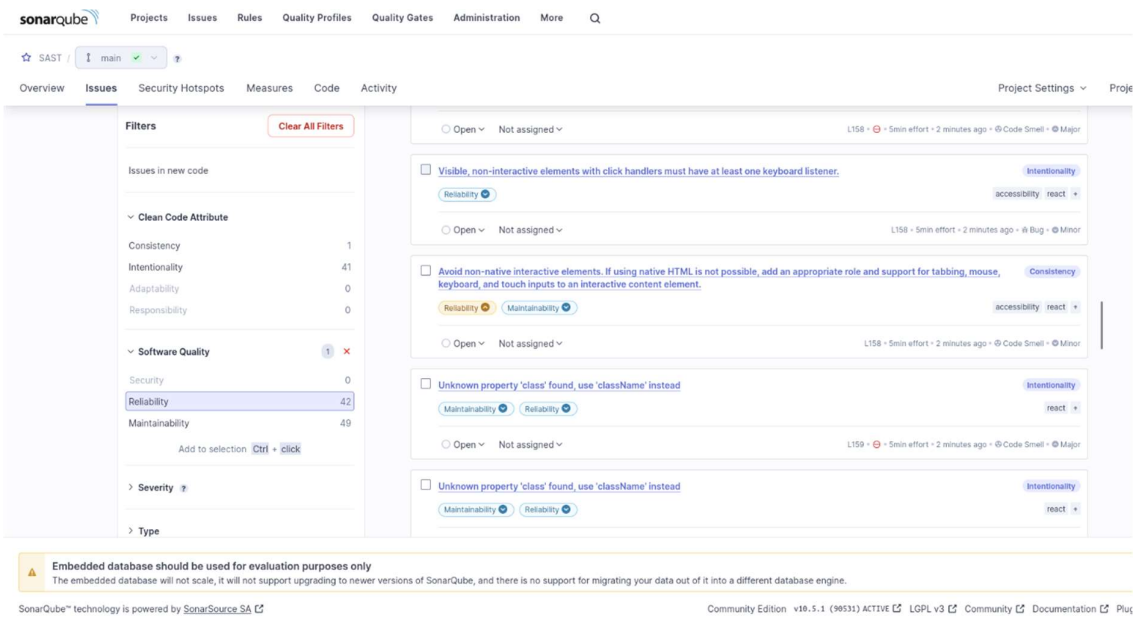 sonarqube Projects Issues Rules Quality Profiles Quality Gates Administration More
SAST / main ?
Overview Issues Security Hotspots Measures Code Activity Project Settings
Filters Clear All Filters
Issues in new code
Clean Code Attribute
Consistency 1
Intentionality 41
Adaptability 0
Responsibility 0
Software Quality 1
Security 0
Reliability 42
Maintainability 49
Add to selection Ctrl + click
Severity ?
Type
Open Not assigned L158 • 5min effort • 2 minutes ago • Code Smell • Major
Visible, non-interactive elements with click handlers must have at least one keyboard listener. Intentionality
Reliability accessibility react +
Open Not assigned L158 • 5min effort • 2 minutes ago • Bug • Minor
Avoid non-native interactive elements. If using native HTML is not possible, add an appropriate role and support for tabbing, mouse, Consistency
keyboard, and touch inputs to an interactive content element.
Reliability Maintainability accessibility react +
Open Not assigned L158 • 5min effort • 2 minutes ago • Code Smell • Minor
Unknown property 'class' found, use 'className' instead Intentionality
Maintainability Reliability react +
Open Not assigned L159 • 5min effort • 2 minutes ago • Code Smell • Major
Unknown property 'class' found, use 'className' instead Intentionality
Maintainability Reliability react +
Embedded database should be used for evaluation purposes only
The embedded database will not scale, it will not support upgrading to newer versions of SonarQube, and there is no support for migrating your data out of it into a different database engine.
SonarQube™ technology is powered by SonarSource SA Community Edition v10.5.1 (90531) ACTIVE LGPL v3 Community Documentation